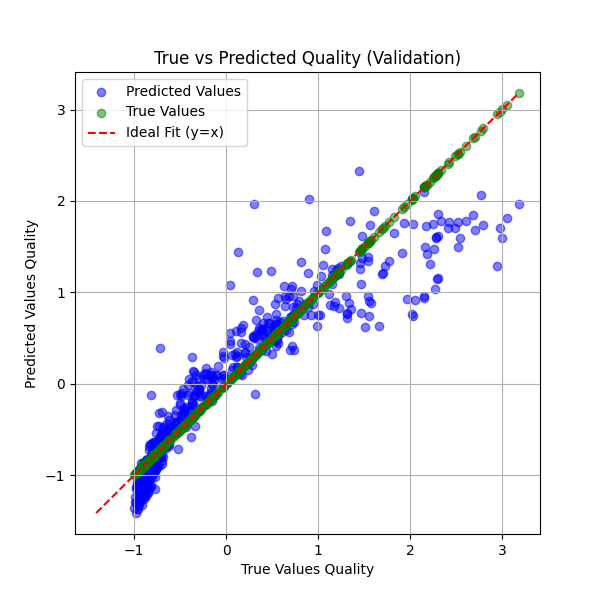 True vs Predicted Quality (Validation)
Predicted Values
True Values
Ideal Fit (y=x)
3
2
1
0
−1
Predicted Values Quality
−1 0 1 2 3
True Values Quality